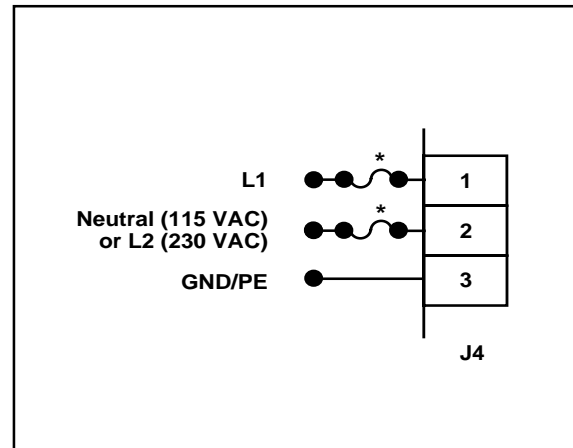 *
L1
1
*
Neutral (115 VAC)
or L2 (230 VAC)
2
GND/PE
3
J4